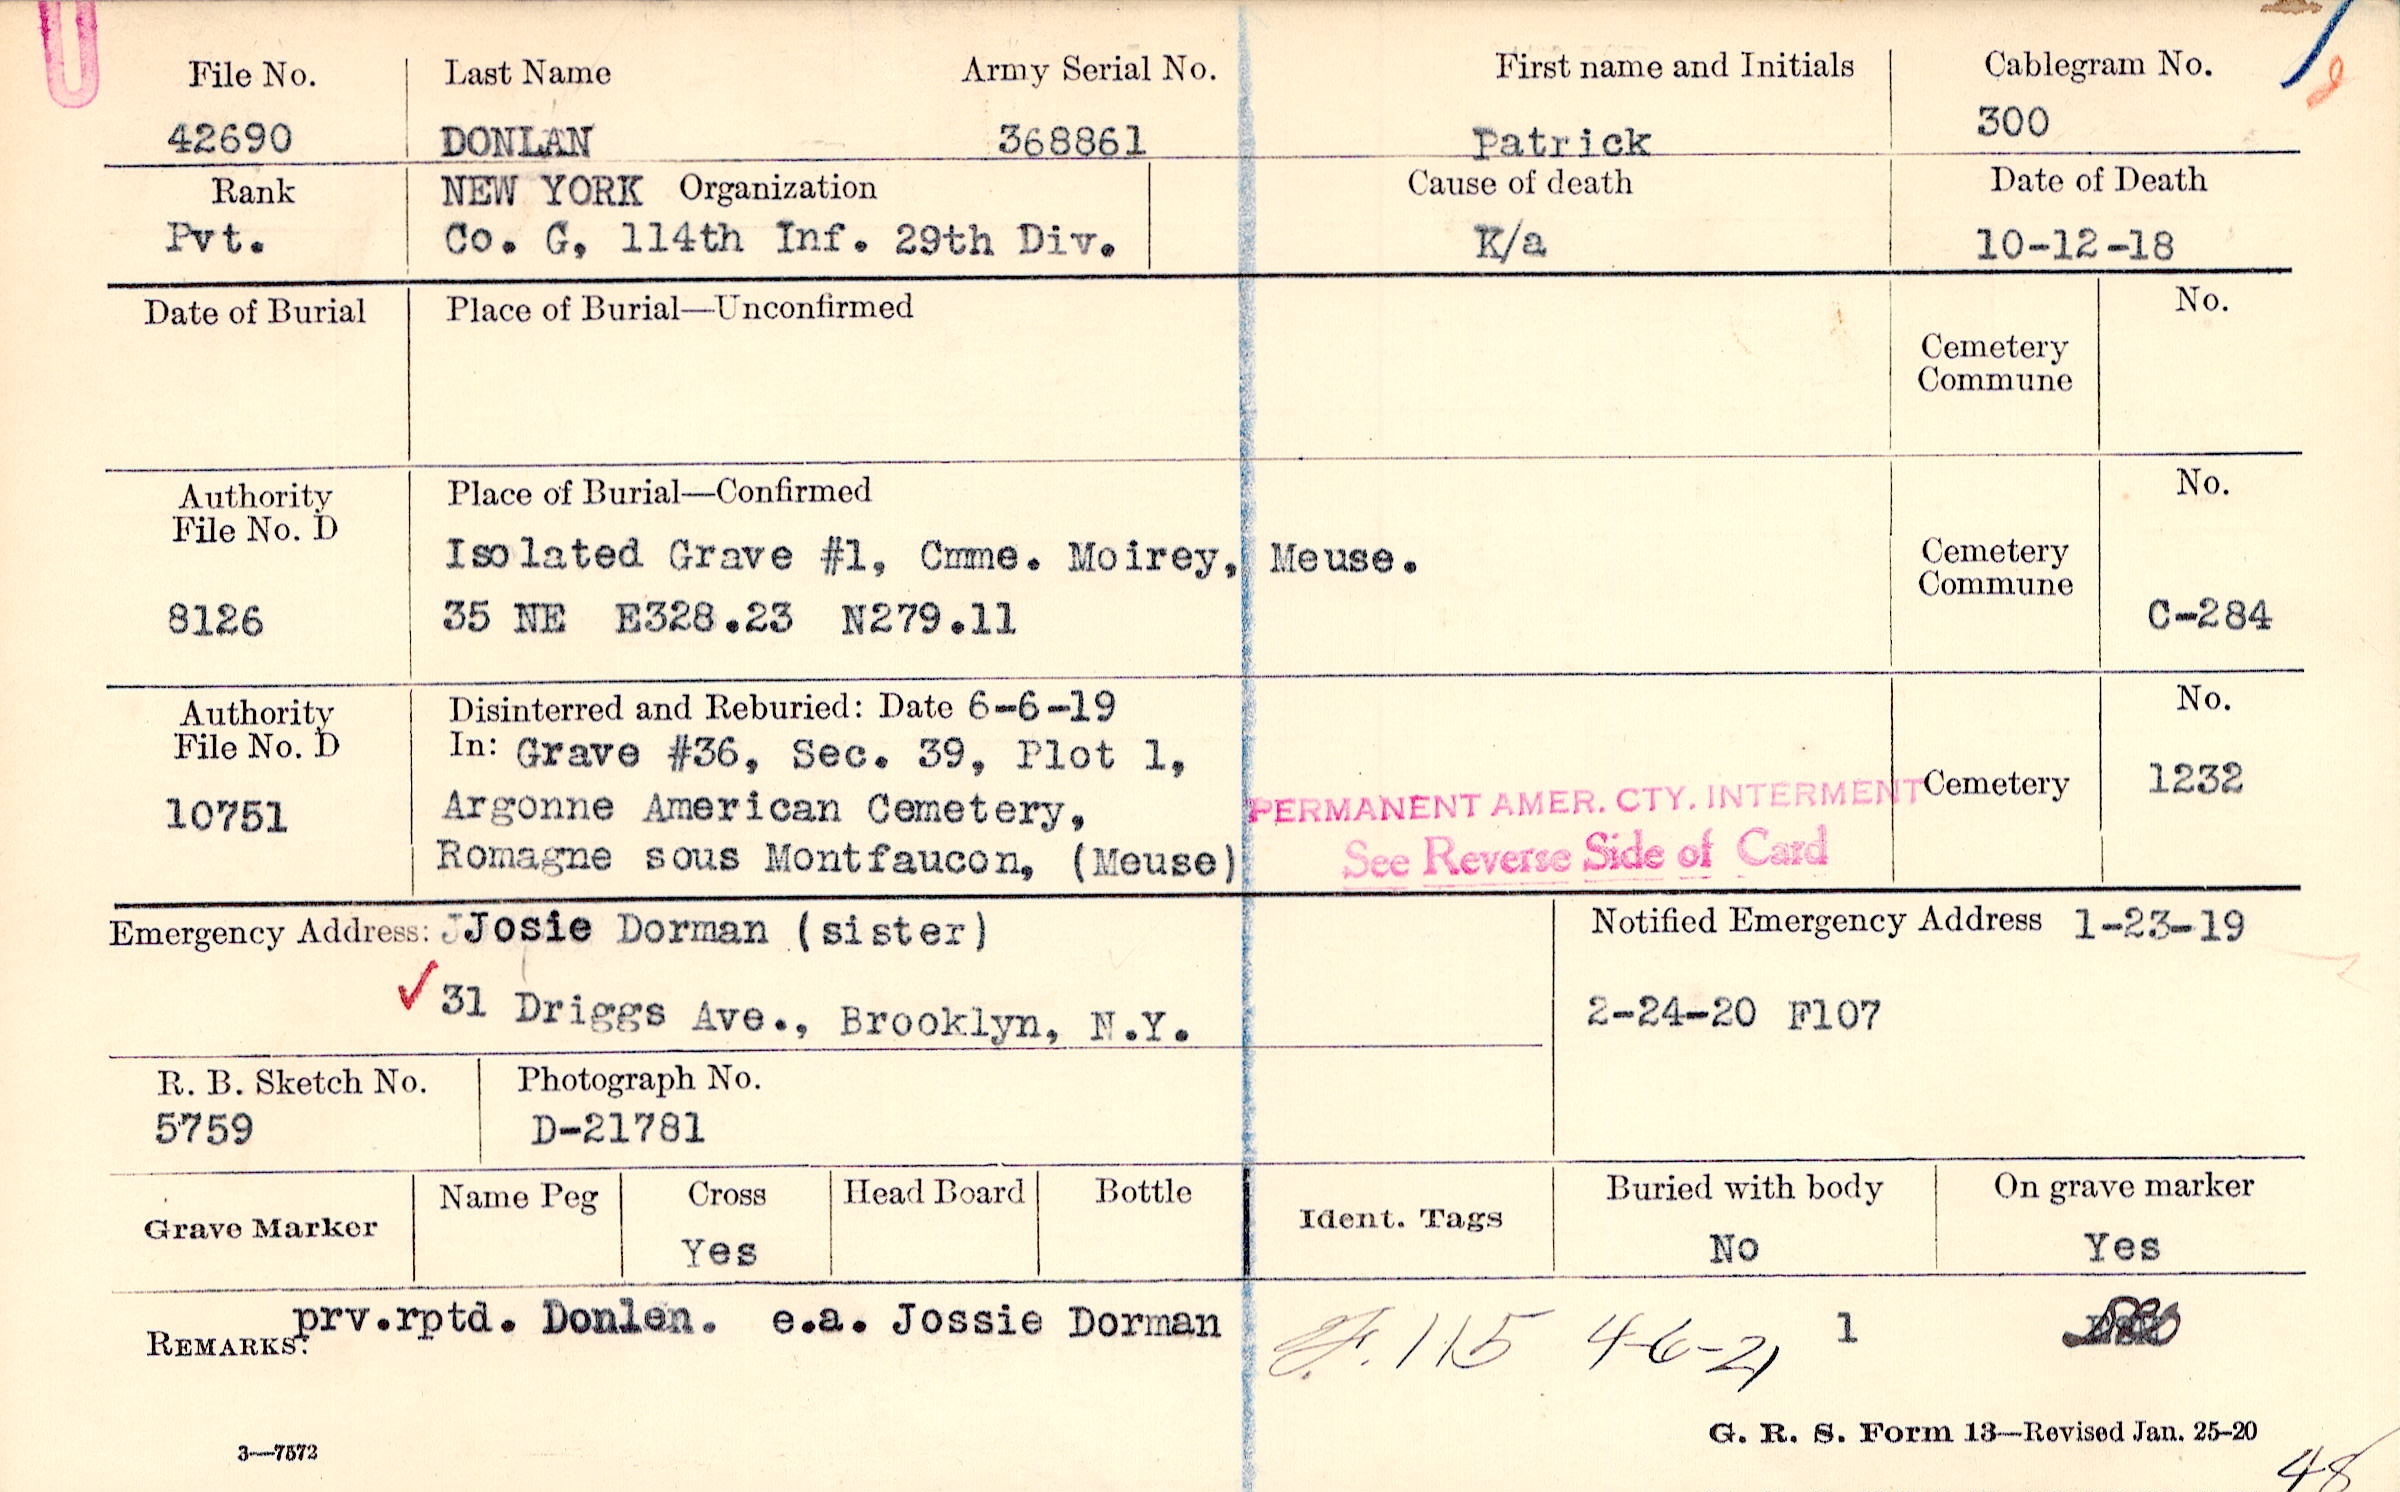 File No. Last Name Army Serial No. First name and Initials Cablegram No.
42690 DONLAN 368861 Patrick 300
Rank NEW YORK Organization Cause of death Date of Death
Pvt. Co. G, 114th Inf. 29th Div. K/a 10-12-18
Date of Burial Place of Burial—Unconfirmed No.
Cemetery
Commune
Authority Place of Burial—Confirmed No.
File No. D
Isolated Grave #1, Cmme. Moirey, Meuse. Cemetery
Commune
8126 35 NE E328.23 N279.11 C-284
Authority Disinterred and Reburied: Date 6-6-19 No.
File No. D In: Grave #36, Sec. 39, Plot 1,
10751 Argonne American Cemetery, PERMANENT AMER. CTY. INTERMENT Cemetery 1232
Romagne sous Montfaucon, (Meuse) See Reverse Side of Card
Emergency Address: JJosie Dorman (sister) Notified Emergency Address 1-23-19
31 Driggs Ave., Brooklyn, N.Y. 2-24-20 F107
R. B. Sketch No. Photograph No.
5759 D-21781
Grave Marker Name Peg Cross Head Board Bottle Ident. Tags Buried with body On grave marker
Yes No Yes
REMARKS: prv.rptd. Donlen. e.a. Jossie Dorman F. 115 4-6-21 1
3—7572 G. R. S. Form 13—Revised Jan. 25-20
48